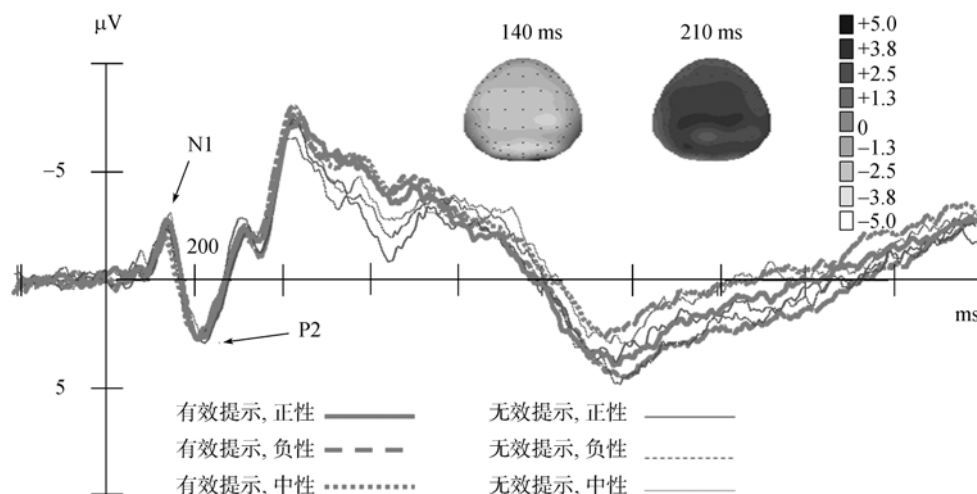 μV
140 ms
210 ms
+5.0
+3.8
+2.5
+1.3
0
−1.3
−2.5
−3.8
−5.0
N1
−5
200
P2
ms
5
有效提示, 正性
无效提示, 正性
有效提示, 负性
无效提示, 负性
有效提示, 中性
无效提示, 中性